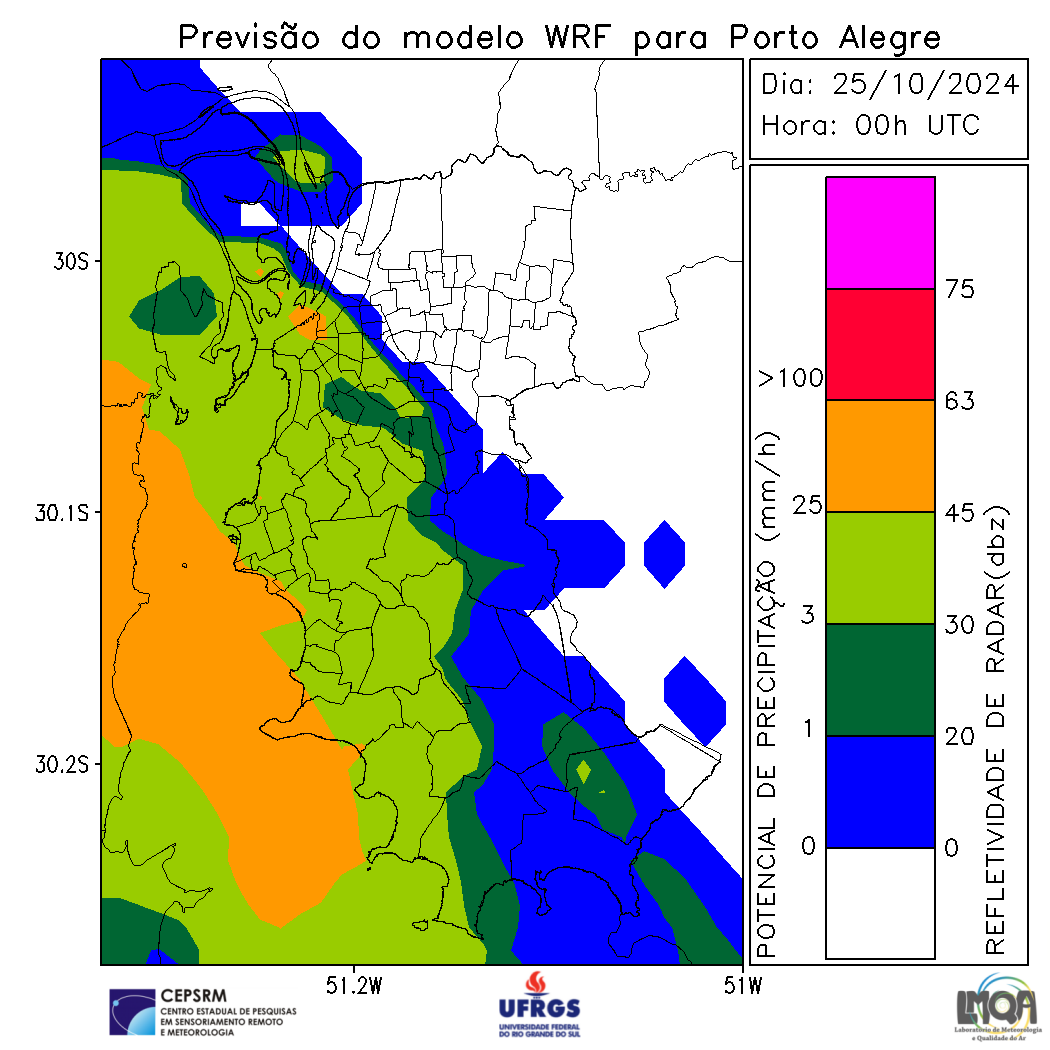 Previsão do modelo WRF para Porto Alegre
Dia: 25/10/2024
Hora: 00h UTC
30S
30.1S
30.2S
51.2W
51W
POTENCIAL DE PRECIPITAÇÃO (mm/h)
>100
25
3
1
0
75
63
45
30
20
0
REFLETIVIDADE DE RADAR(dbz)
CEPSRM
CENTRO ESTADUAL DE PESQUISAS
EM SENSORIAMENTO REMOTO
E METEOROLOGIA
UFRGS
UNIVERSIDADE FEDERAL
DO RIO GRANDE DO SUL
LMQA
Laboratório de Meteorologia
e Qualidade do Ar